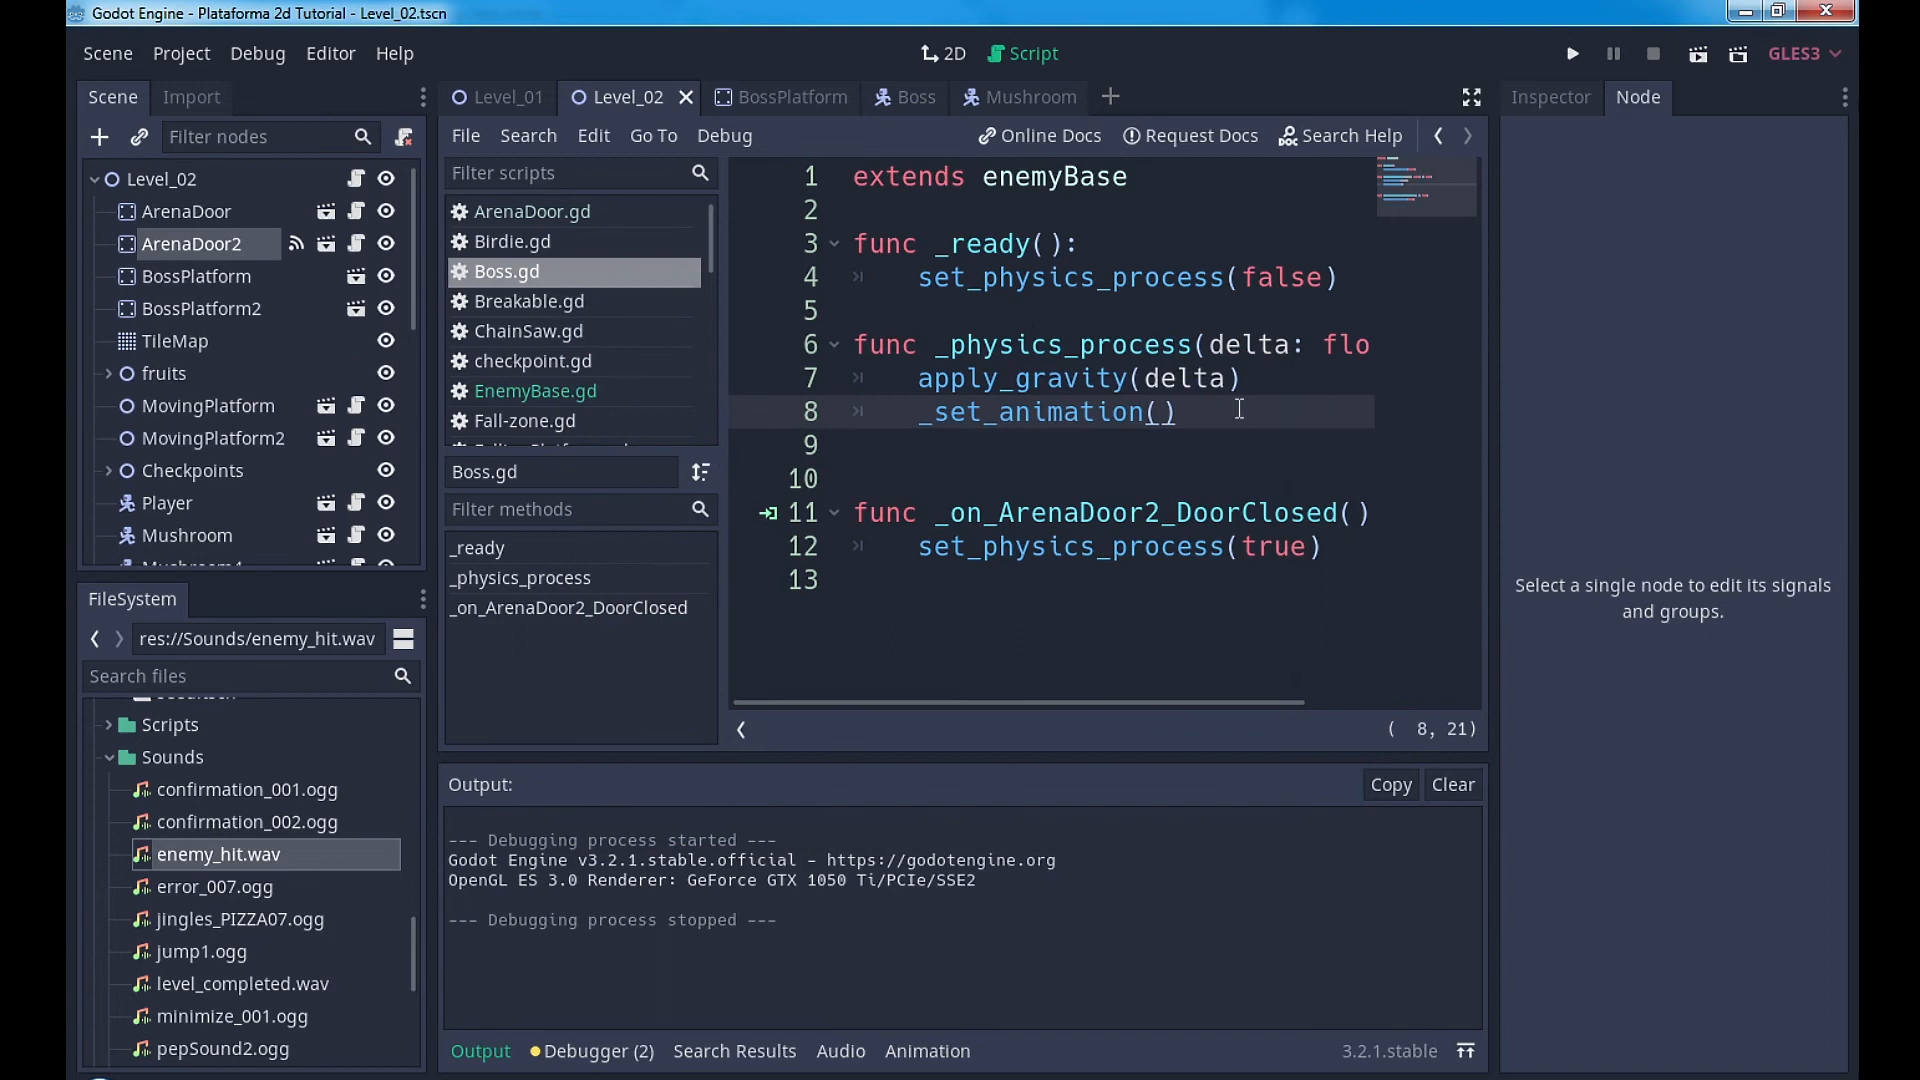 Godot Engine - Plataforma 2d Tutorial - Level_02.tscn
Scene Project Debug Editor Help
2D Script
GLES3
Scene Import
Filter nodes
Level_02
ArenaDoor
ArenaDoor2
BossPlatform
BossPlatform2
TileMap
fruits
MovingPlatform
MovingPlatform2
Checkpoints
Player
Mushroom
FileSystem
res://Sounds/enemy_hit.wav
Search files
Scripts
Sounds
confirmation_001.ogg
confirmation_002.ogg
enemy_hit.wav
error_007.ogg
jingles_PIZZA07.ogg
jump1.ogg
level_completed.wav
minimize_001.ogg
pepSound2.ogg
Level_01 Level_02 BossPlatform Boss Mushroom
File Search Edit Go To Debug
Online Docs Request Docs Search Help
Filter scripts
ArenaDoor.gd
Birdie.gd
Boss.gd
Breakable.gd
ChainSaw.gd
checkpoint.gd
EnemyBase.gd
Fall-zone.gd
Boss.gd
Filter methods
_ready
_physics_process
_on_ArenaDoor2_DoorClosed
1 extends enemyBase
2
3 func _ready():
4 set_physics_process(false)
5
6 func _physics_process(delta: flo
7 apply_gravity(delta)
8 _set_animation()
9
10
11 func _on_ArenaDoor2_DoorClosed()
12 set_physics_process(true)
13
( 8, 21)
Output:
Copy Clear
--- Debugging process started ---
Godot Engine v3.2.1.stable.official - https://godotengine.org
OpenGL ES 3.0 Renderer: GeForce GTX 1050 Ti/PCIe/SSE2
--- Debugging process stopped ---
Output Debugger (2) Search Results Audio Animation
3.2.1.stable
Inspector Node
Select a single node to edit its signals
and groups.